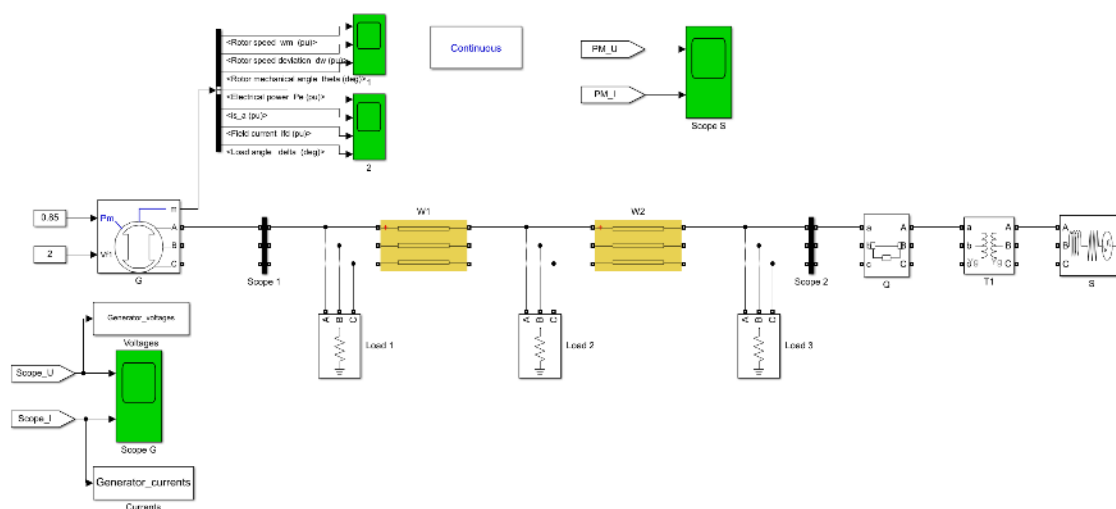 <Rotor speed wm (pu)>
<Rotor speed deviation dw (pu)>
<Rotor mechanical angle theta (deg)>
1
<Electrical power Pe (pu)>
<is_a (pu)>
<Field current ifd (pu)>
<Load angle delta (deg)>
2
Continuous
PM_U
PM_I
Scope S
0.85
2
Pm
m
A
B
C
G
Scope 1
W1
W2
Scope 2
a
b
c
A
B
C
Q
a
b
A
B
C
T1
A
B
C
S
A B C
Load 1
A B C
Load 2
A B C
Load 3
Generator_voltages
Voltages
Scope_U
Scope_I
Scope G
Generator_currents
Currents